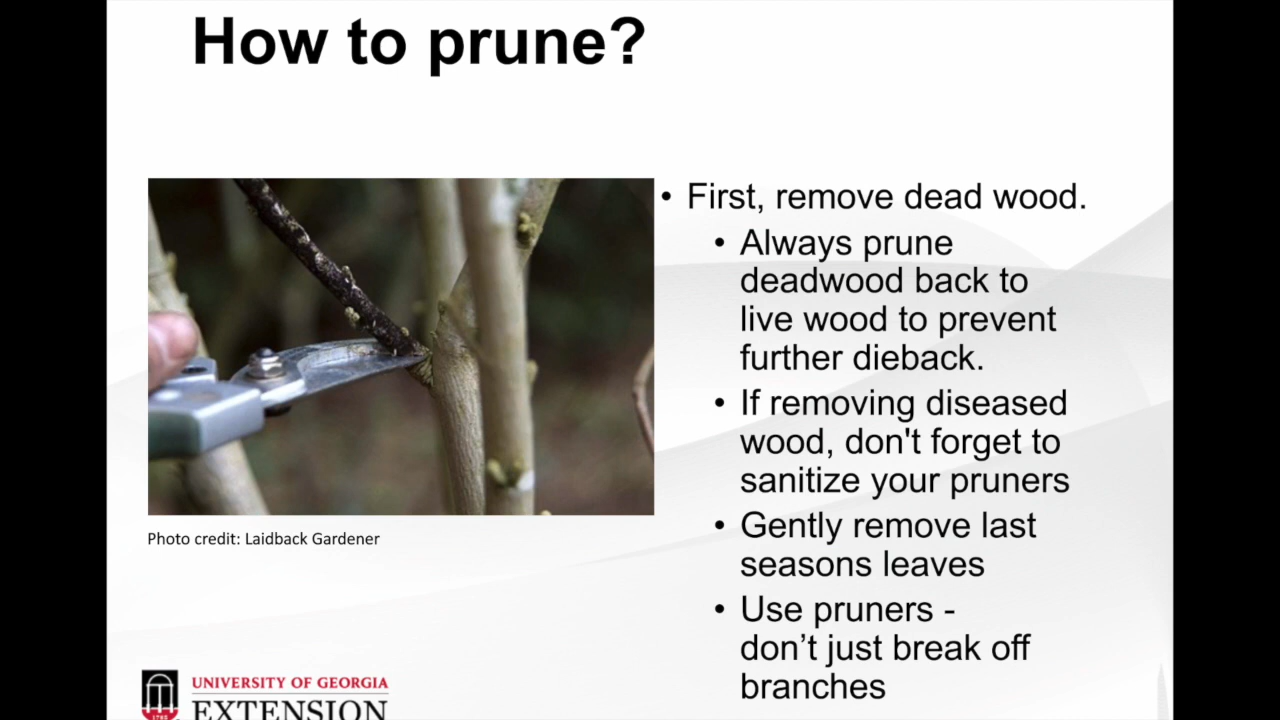 How to prune?
• First, remove dead wood.
• Always prune
deadwood back to
live wood to prevent
further dieback.
• If removing diseased
wood, don't forget to
sanitize your pruners
• Gently remove last
seasons leaves
• Use pruners -
don’t just break off
branches
Photo credit: Laidback Gardener
1785
UNIVERSITY OF GEORGIA
EXTENSION